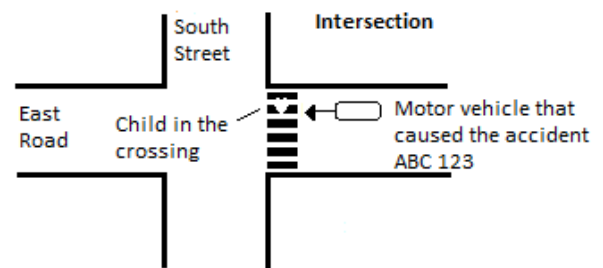 South
Street
Intersection
East
Road
Child in the
crossing
Motor vehicle that
caused the accident
ABC 123